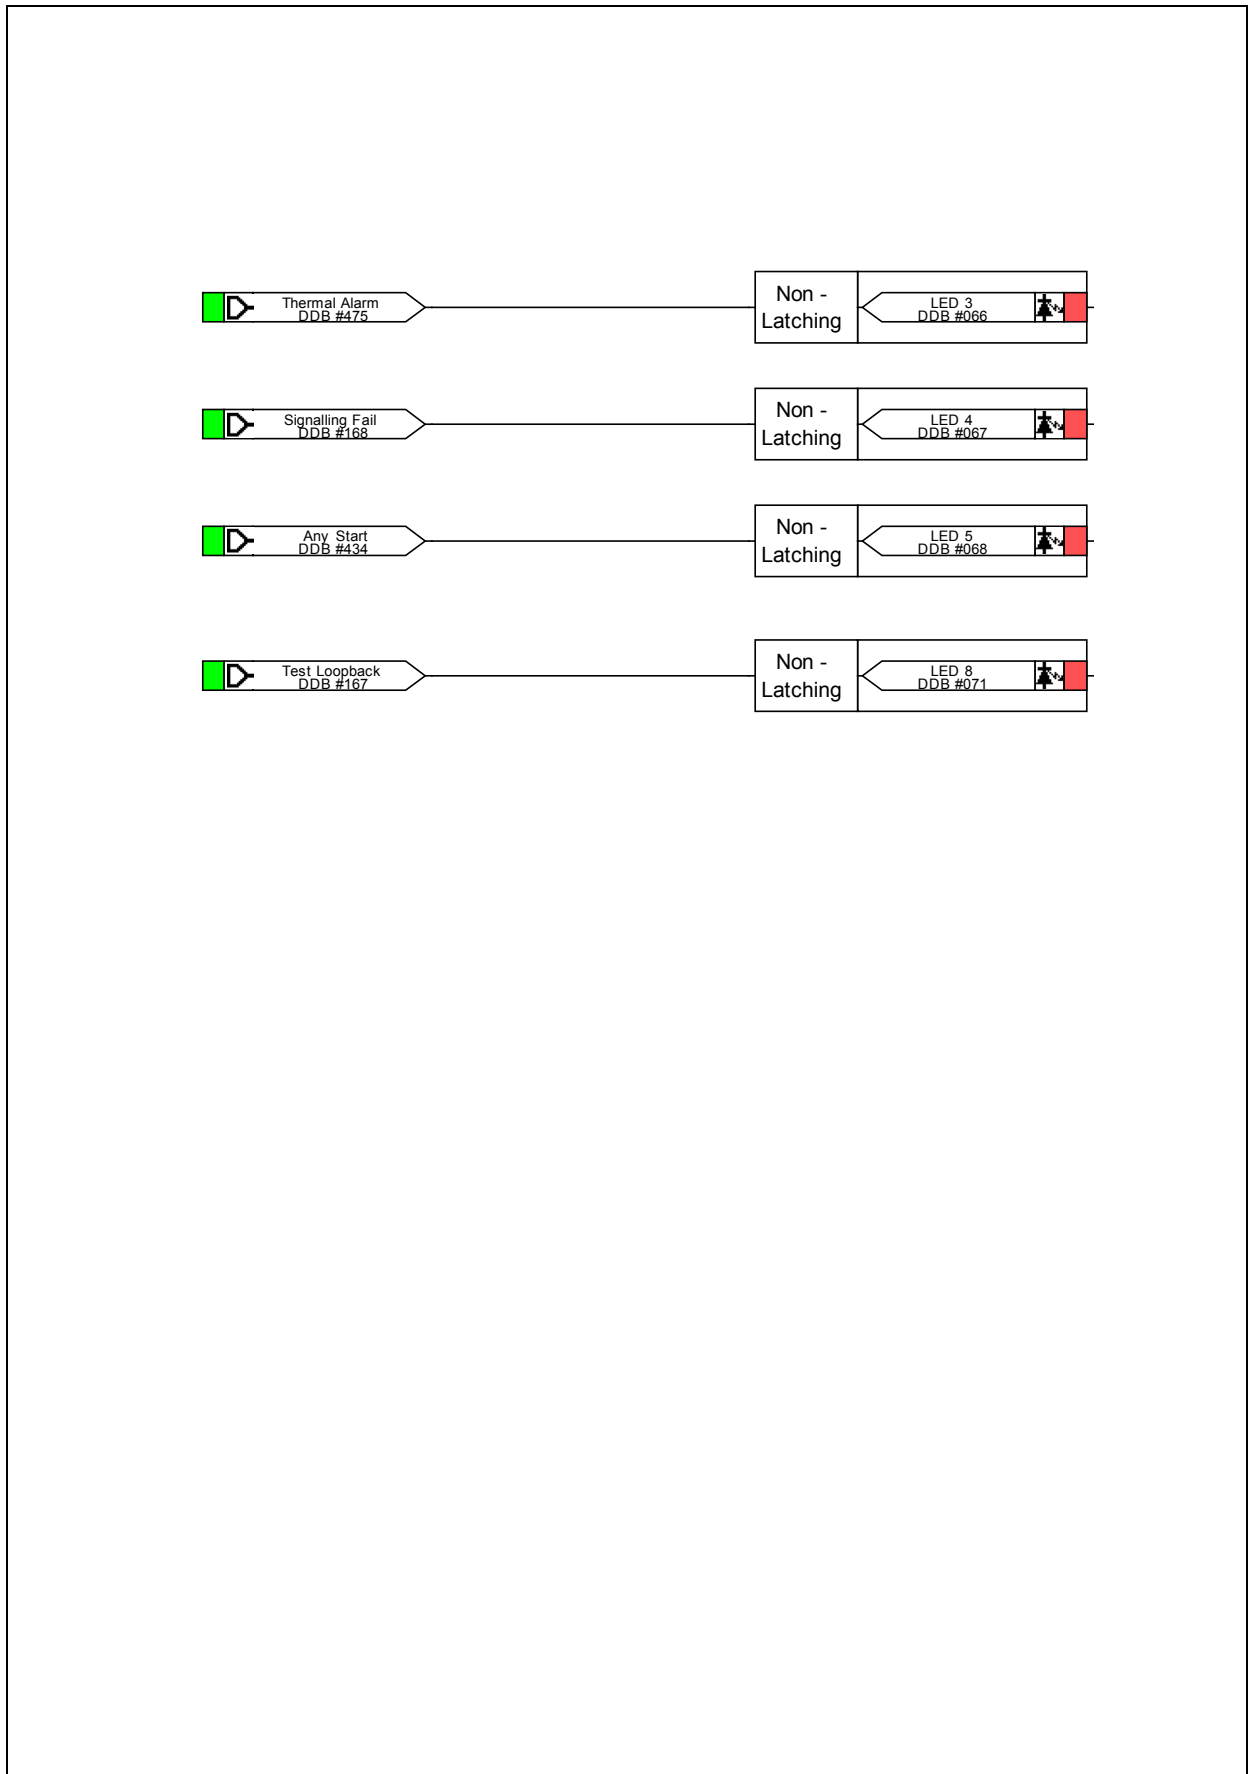 Thermal Alarm
DDB #475
Non -
Latching
LED 3
DDB #066
Signalling Fail
DDB #168
Non -
Latching
LED 4
DDB #067
Any Start
DDB #434
Non -
Latching
LED 5
DDB #068
Test Loopback
DDB #167
Non -
Latching
LED 8
DDB #071